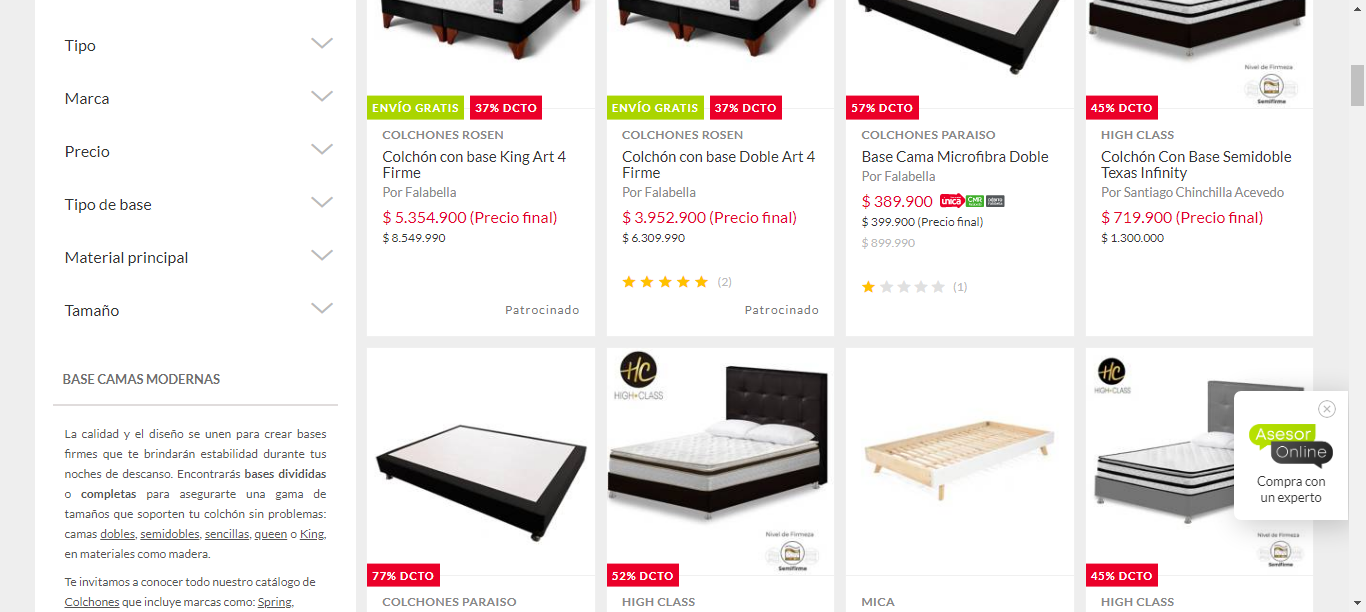 Tipo
Marca
Precio
Tipo de base
Material principal
Tamaño
BASE CAMAS MODERNAS
La calidad y el diseño se unen para crear bases
firmes que te brindarán estabilidad durante tus
noches de descanso. Encontrarás bases divididas
o completas para asegurarte una gama de
tamaños que soporten tu colchón sin problemas:
camas dobles, semidobles, sencillas, queen o King,
en materiales como madera.
Te invitamos a conocer todo nuestro catálogo de
Colchones que incluye marcas como: Spring,
ENVÍO GRATIS 37% DCTO
COLCHONES ROSEN
Colchón con base King Art 4
Firme
Por Falabella
$ 5.354.900 (Precio final)
$ 8.549.990
Patrocinado
ENVÍO GRATIS 37% DCTO
COLCHONES ROSEN
Colchón con base Doble Art 4
Firme
Por Falabella
$ 3.952.900 (Precio final)
$ 6.309.990
(2)
Patrocinado
57% DCTO
COLCHONES PARAISO
Base Cama Microfibra Doble
Por Falabella
$ 389.900 única CMR
$ 399.900 (Precio final)
$ 899.990
(1)
Nivel de Firmeza
Semifirme
45% DCTO
HIGH CLASS
Colchón Con Base Semidoble
Texas Infinity
Por Santiago Chinchilla Acevedo
$ 719.900 (Precio final)
$ 1.300.000
77% DCTO
COLCHONES PARAISO
HC
HIGH CLASS
Nivel de Firmeza
Semifirme
52% DCTO
HIGH CLASS
MICA
HC
HIGH CLASS
Nivel de Firmeza
Semifirme
45% DCTO
HIGH CLASS
Asesor
Online
Compra con
un experto